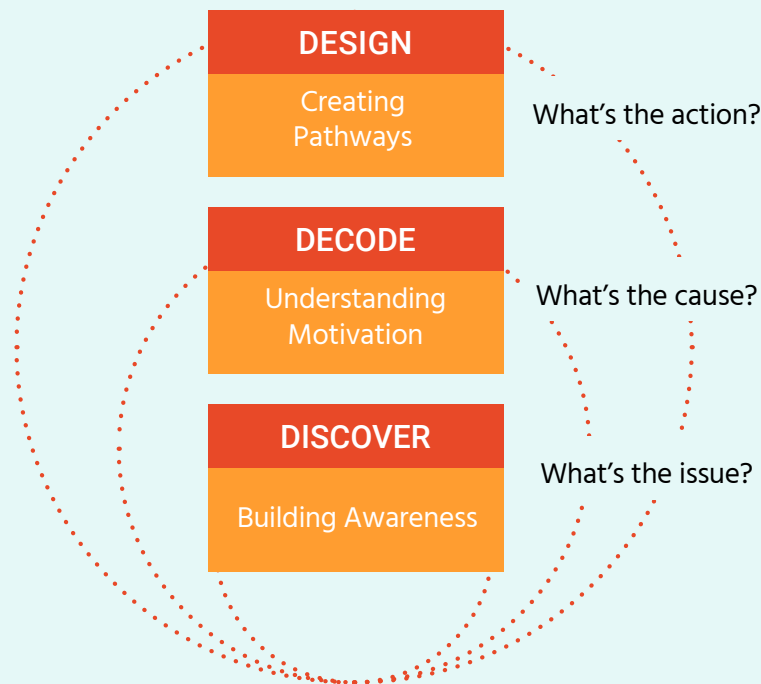 DESIGN
Creating
Pathways
What’s the action?
DECODE
Understanding
Motivation
What’s the cause?
DISCOVER
Building Awareness
What’s the issue?